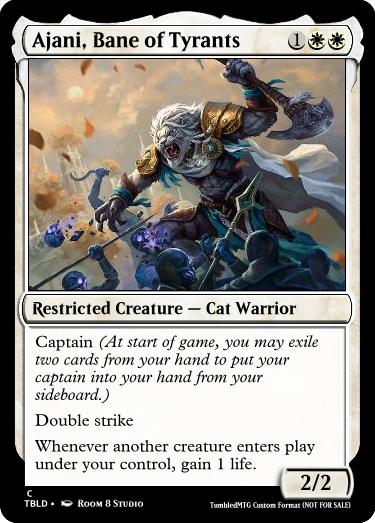 Ajani, Bane of Tyrants 1
Restricted Creature — Cat Warrior
Captain (At start of game, you may exile
two cards from your hand to put your
captain into your hand from your
sideboard.)
Double strike
Whenever another creature enters play
under your control, gain 1 life.
2/2
C
TBLD • Room 8 Studio
TumbledMTG Custom Format (NOT FOR SALE)